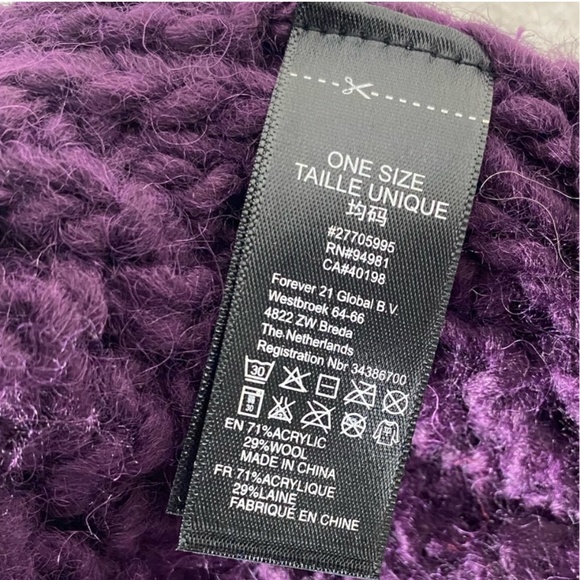 ONE SIZE
TAILLE UNIQUE
均码
#27705995
RN#94981
CA#40198
Forever 21 Global B.V
Westbroek 64-66
4822 ZW Breda
The Netherlands
Registration Nbr 34386700
30
30
EN 71%ACRYLIC
29%WOOL
MADE IN CHINA
FR 71%ACRYLIQUE
29%LAINE
FABRIQUÉ EN CHINE